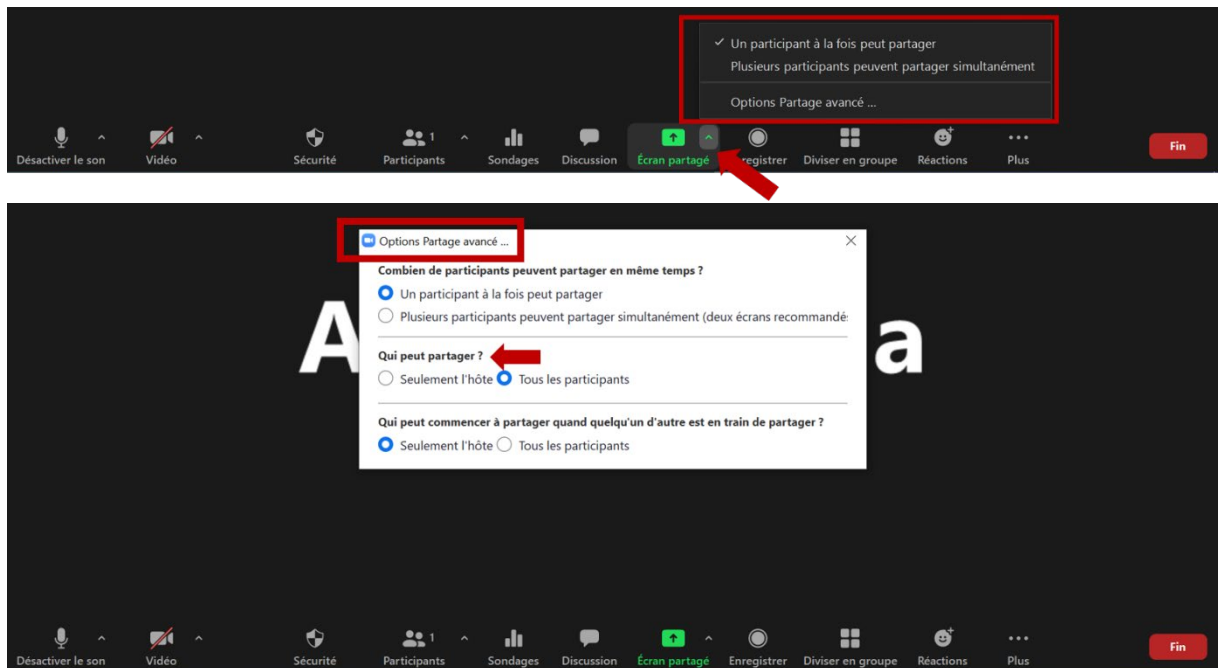 Un participant à la fois peut partager
Plusieurs participants peuvent partager simultanément
Options Partage avancé ...
1
Désactiver le son Vidéo Sécurité Participants Sondages Discussion Écran partagé Diviser en groupe Réactions Plus Fin
Options Partage avancé ...
Combien de participants peuvent partager en même temps ?
Un participant à la fois peut partager
Plusieurs participants peuvent partager simultanément (deux écrans
Qui peut partager ?
Seulement l'hôte Tous les participants
Qui peut commencer à partager quand quelqu'un d'autre est en train de partager ?
Seulement l'hôte Tous les participants
A a
1
Désactiver le son Vidéo Sécurité Participants Sondages Discussion Écran partagé Enregistrer Diviser en groupe Réactions Plus Fin